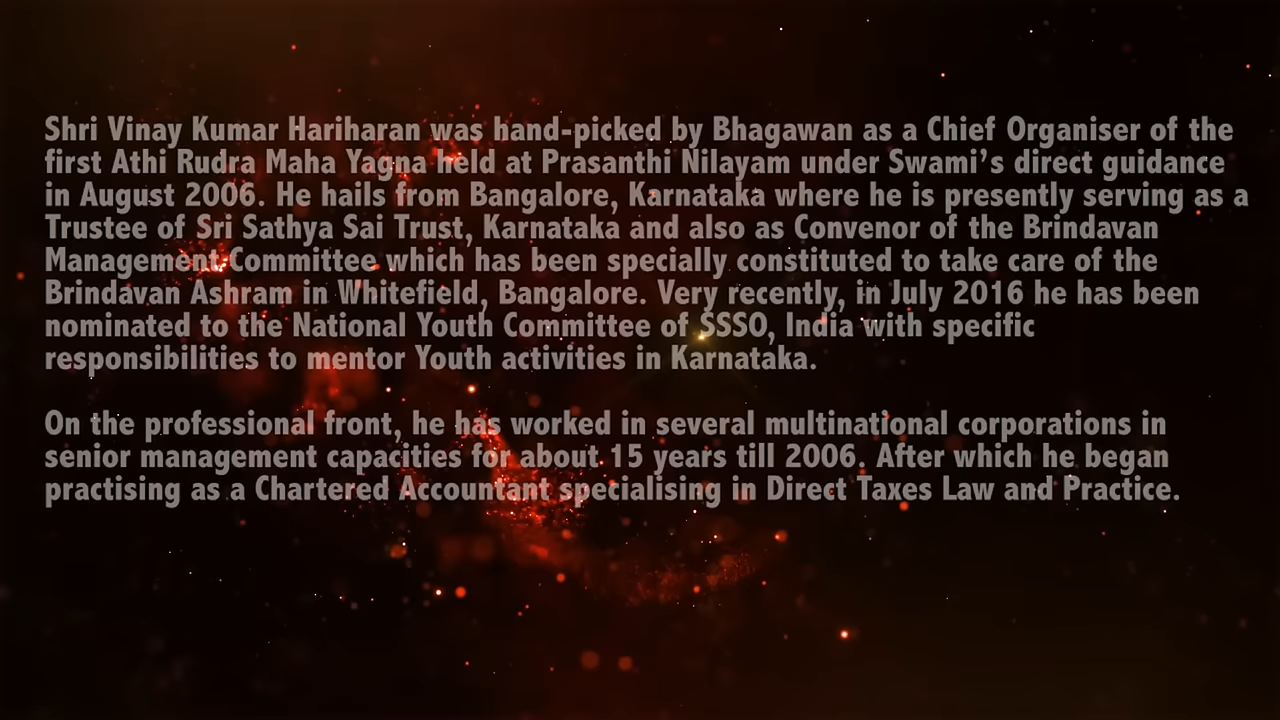 Shri Vinay Kumar Hariharan was hand-picked by Bhagawan as a Chief Organiser of the
first Athi Rudra Maha Yagna held at Prasanthi Nilayam under Swami’s direct guidance
in August 2006. He hails from Bangalore, Karnataka where he is presently serving as a
Trustee of Sri Sathya Sai Trust, Karnataka and also as Convenor of the Brindavan
Management Committee which has been specially constituted to take care of the
Brindavan Ashram in Whitefield, Bangalore. Very recently, in July 2016 he has been
nominated to the National Youth Committee of SSSO, India with specific
responsibilities to mentor Youth activities in Karnataka.
On the professional front, he has worked in several multinational corporations in
senior management capacities for about 15 years till 2006. After which he began
practising as a Chartered Accountant specialising in Direct Taxes Law and Practice.